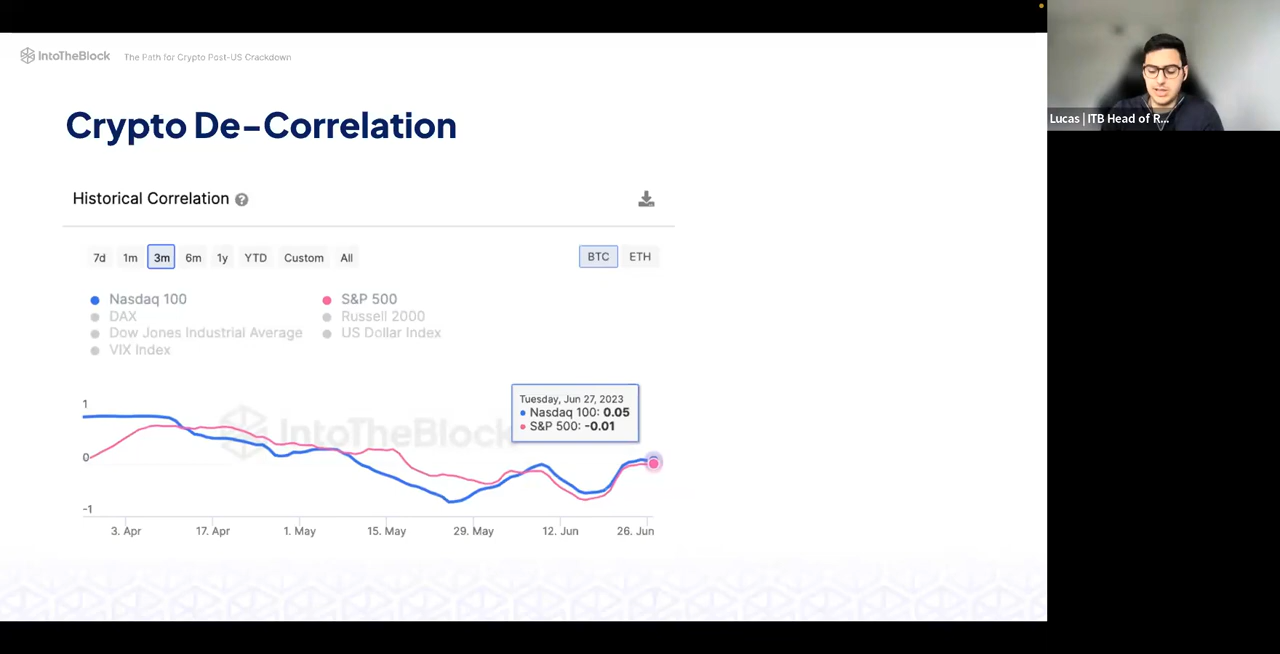 IntoTheBlock The Path for Crypto Post-US Crackdown
Crypto De-Correlation
Historical Correlation ?
7d 1m 3m 6m 1y YTD Custom All BTC ETH
Nasdaq 100 S&P 500
DAX Russell 2000
Dow Jones Industrial Average US Dollar Index
VIX Index
IntoTheBlock
Tuesday, Jun 27, 2023
Nasdaq 100: 0.05
S&P 500: -0.01
1
0
-1
3. Apr 17. Apr 1. May 15. May 29. May 12. Jun 26. Jun
Lucas | ITB Head of R...